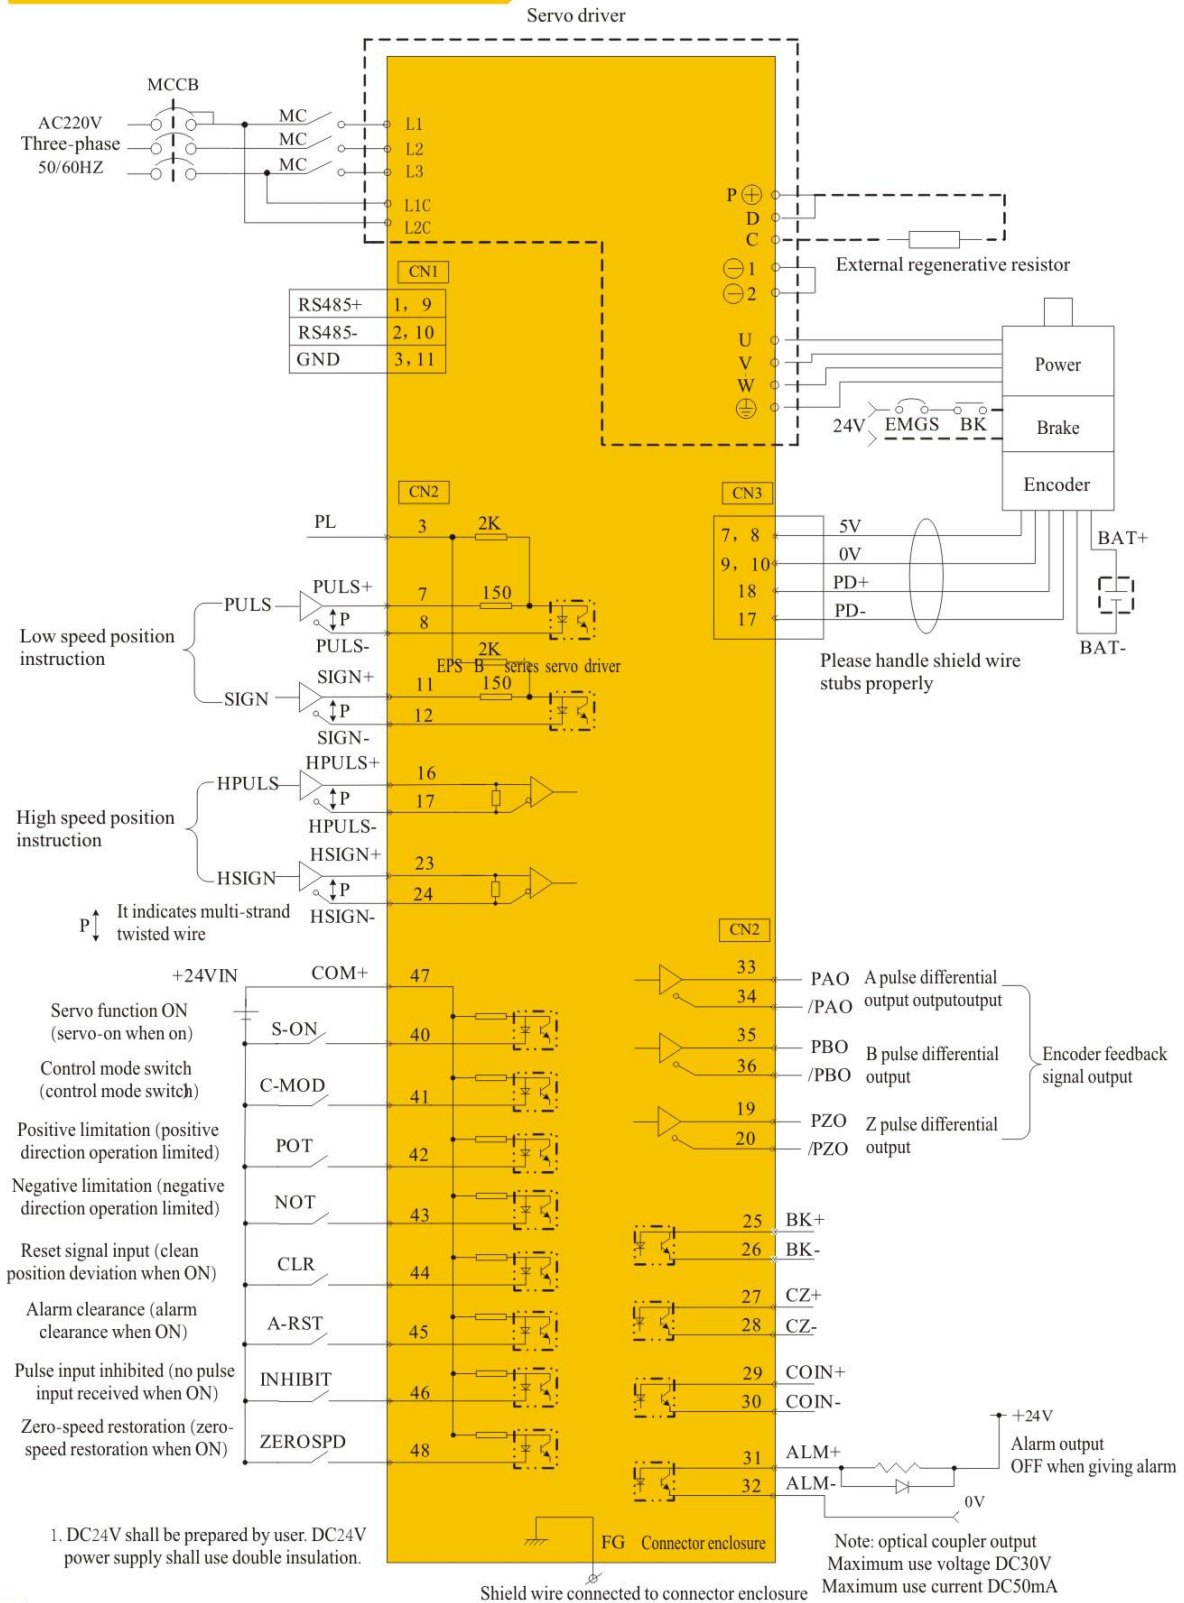 Servo driver
MCCB
AC220V
Three-phase
50/60HZ
MC
MC
MC
L1
L2
L3
L1C
L2C
P
D
C
1
2
External regenerative resistor
CN1
RS485+ 1, 9
RS485- 2, 10
GND 3, 11
U
V
W
Power
24V EMGS BK
Brake
Encoder
CN2
CN3
PL 3 2K
7, 8 5V
9, 10 0V
18 PD+
17 PD-
BAT+
BAT-
Please handle shield wire
stubs properly
Low speed position
instruction
PULS
PULS+ 7 150
P
8
PULS-
2K
EPS B series servo driver
SIGN
SIGN+ 11 150
P
12
SIGN-
High speed position
instruction
HPULS
HPULS+ 16
P 17
HPULS-
HSIGN
HSIGN+ 23
P 24
HSIGN-
P It indicates multi-strand
twisted wire
+24VIN COM+ 47
Servo function ON
(servo-on when on)
S-ON 40
Control mode switch
(control mode switch)
C-MOD 41
Positive limitation (positive
direction operation limited)
POT 42
Negative limitation (negative
direction operation limited)
NOT 43
Reset signal input (clean
position deviation when ON)
CLR 44
Alarm clearance (alarm
clearance when ON)
A-RST 45
Pulse input inhibited (no pulse
input received when ON)
INHIBIT 46
Zero-speed restoration (zero-
speed restoration when ON)
ZEROSPD 48
CN2
33 PAO
34 /PAO
A pulse differential
output outputoutput
35 PBO
36 /PBO
B pulse differential
output
19 PZO
20 /PZO
Z pulse differential
output
Encoder feedback
signal output
25 BK+
26 BK-
27 CZ+
28 CZ-
29 COIN+
30 COIN-
31 ALM+
32 ALM-
+24V
Alarm output
OFF when giving alarm
0V
1. DC24V shall be prepared by user. DC24V
power supply shall use double insulation.
FG Connector enclosure
Shield wire connected to connector enclosure
Note: optical coupler output
Maximum use voltage DC30V
Maximum use current DC50mA